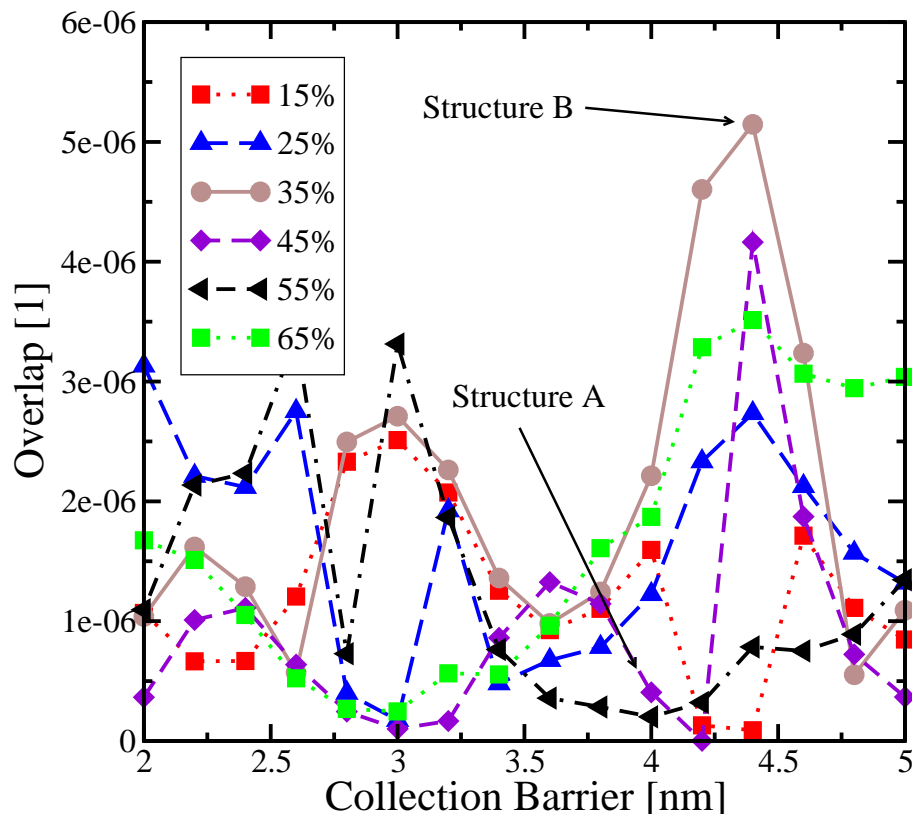 6e-06
5e-06
4e-06
3e-06
2e-06
1e-06
0
Overlap [1]
15%
25%
35%
45%
55%
65%
Structure B
Structure A
2 2.5 3 3.5 4 4.5 5
Collection Barrier [nm]